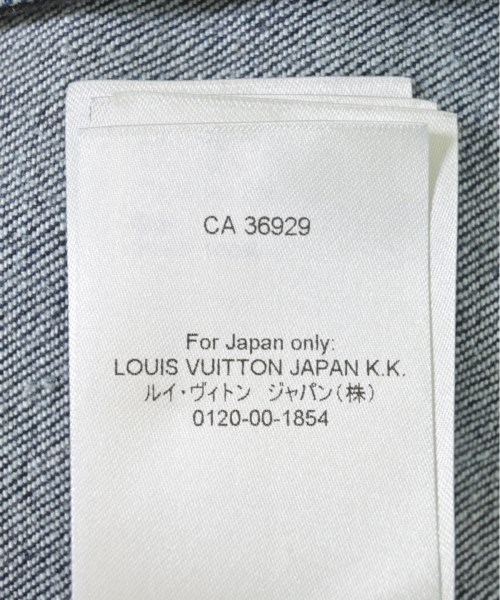 CA 36929
For Japan only:
LOUIS VUITTON JAPAN K.K.
ルイ・ヴィトン ジャパン(株)
0120-00-1854